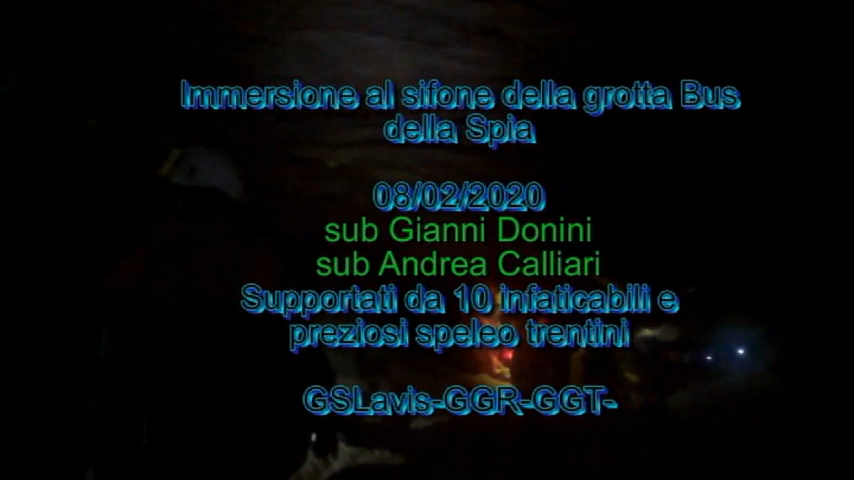 Immersione al sifone della grotta Bus
della Spia
08/02/2020
sub Gianni Donini
sub Andrea Calliari
Supportati da 10 infaticabili e
preziosi speleo trentini
GSLavis-GGR-GGT-